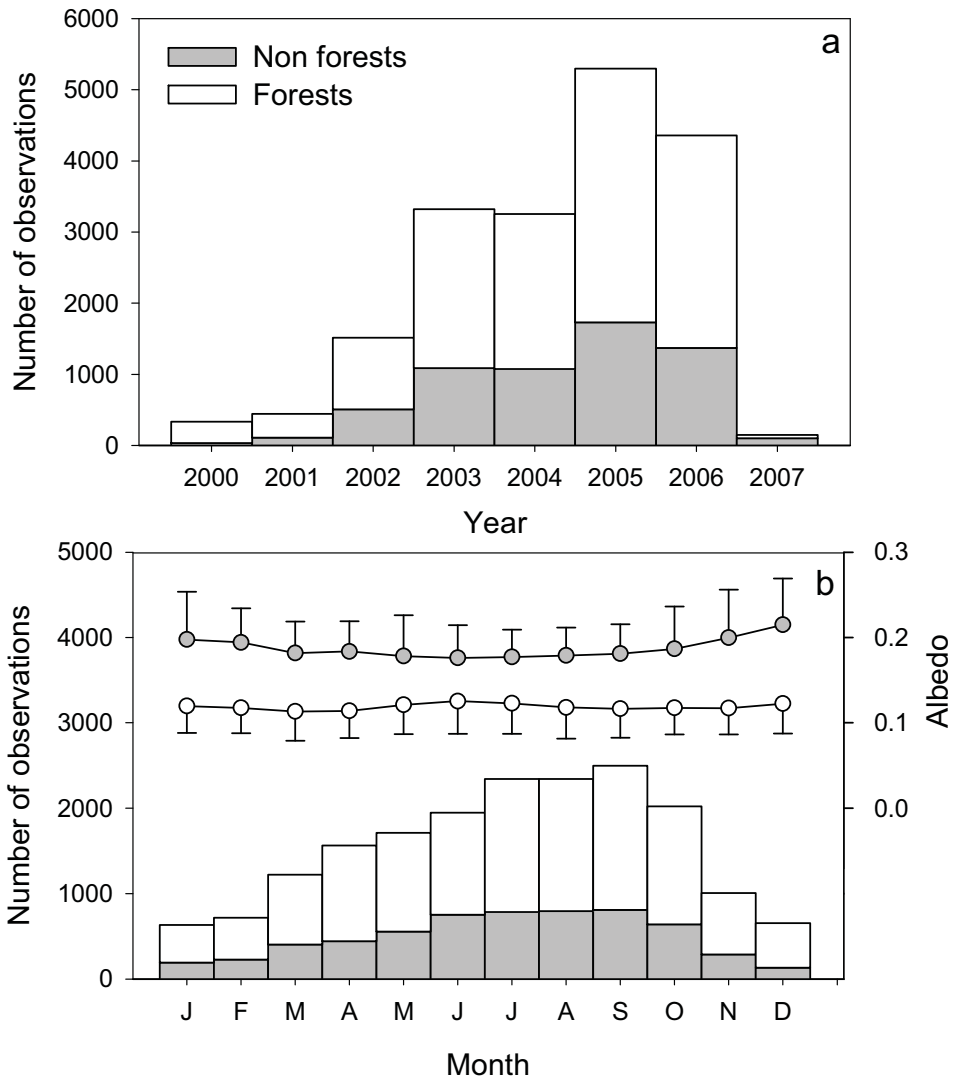 a
Non forests
Forests
Number of observations
6000
5000
4000
3000
2000
1000
0
2000 2001 2002 2003 2004 2005 2006 2007
Year
b
Number of observations
5000
4000
3000
2000
1000
0
0.3
0.2
0.1
0.0
Albedo
J F M A M J J A S O N D
Month